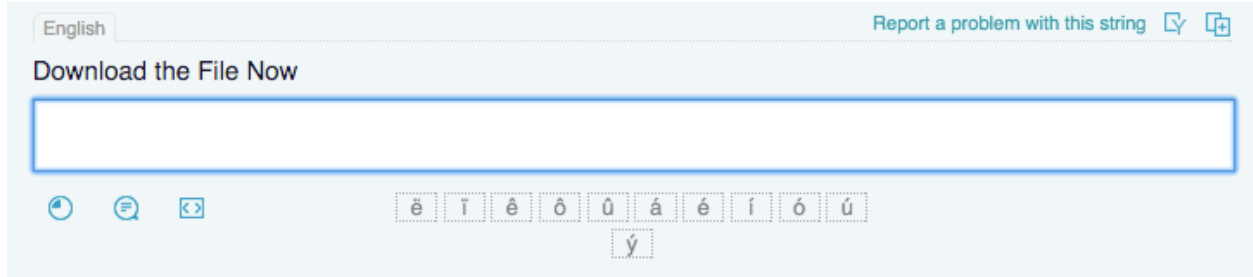 English
Report a problem with this string
Download the File Now
ë ï ê ô û á é í ó ú
ý